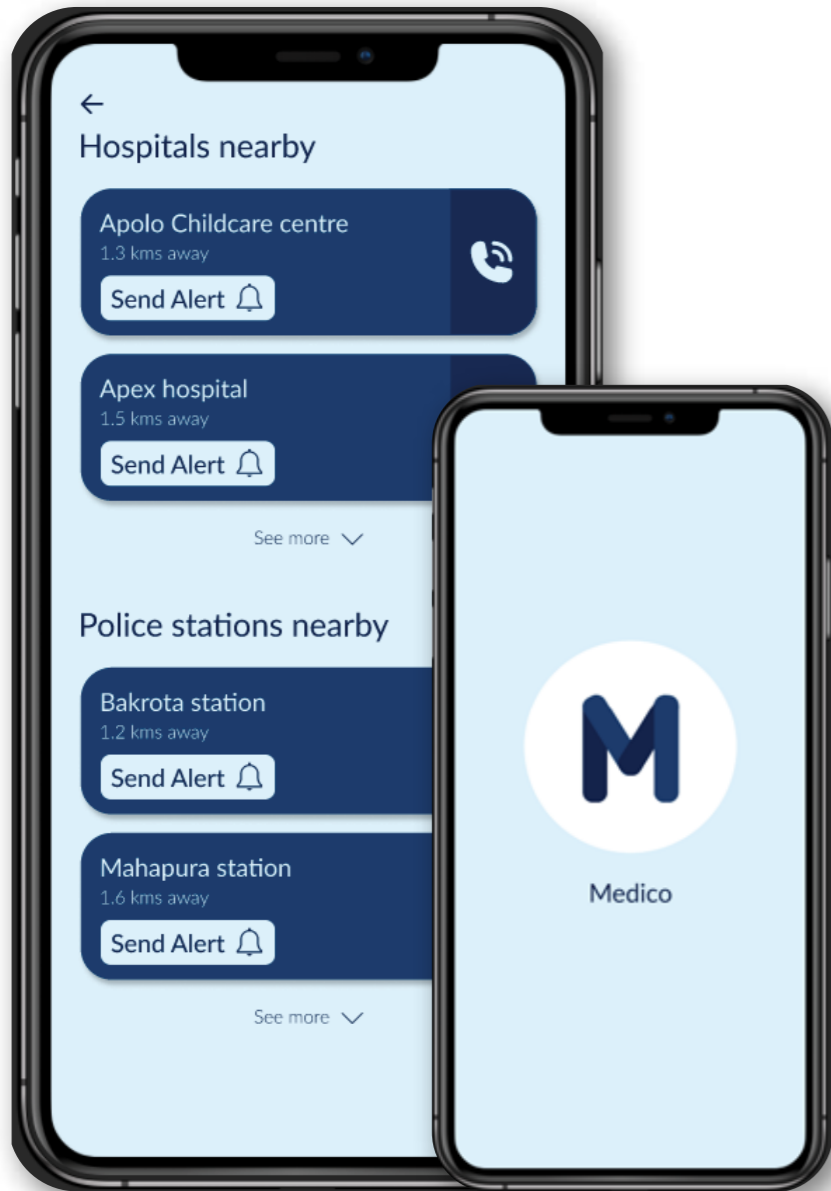 Hospitals nearby
Apolo Childcare centre
1.3 kms away
Send Alert
Apex hospital
1.5 kms away
Send Alert
See more
Police stations nearby
Bakrota station
1.2 kms away
Send Alert
Mahapura station
1.6 kms away
Send Alert
See more
M
Medico